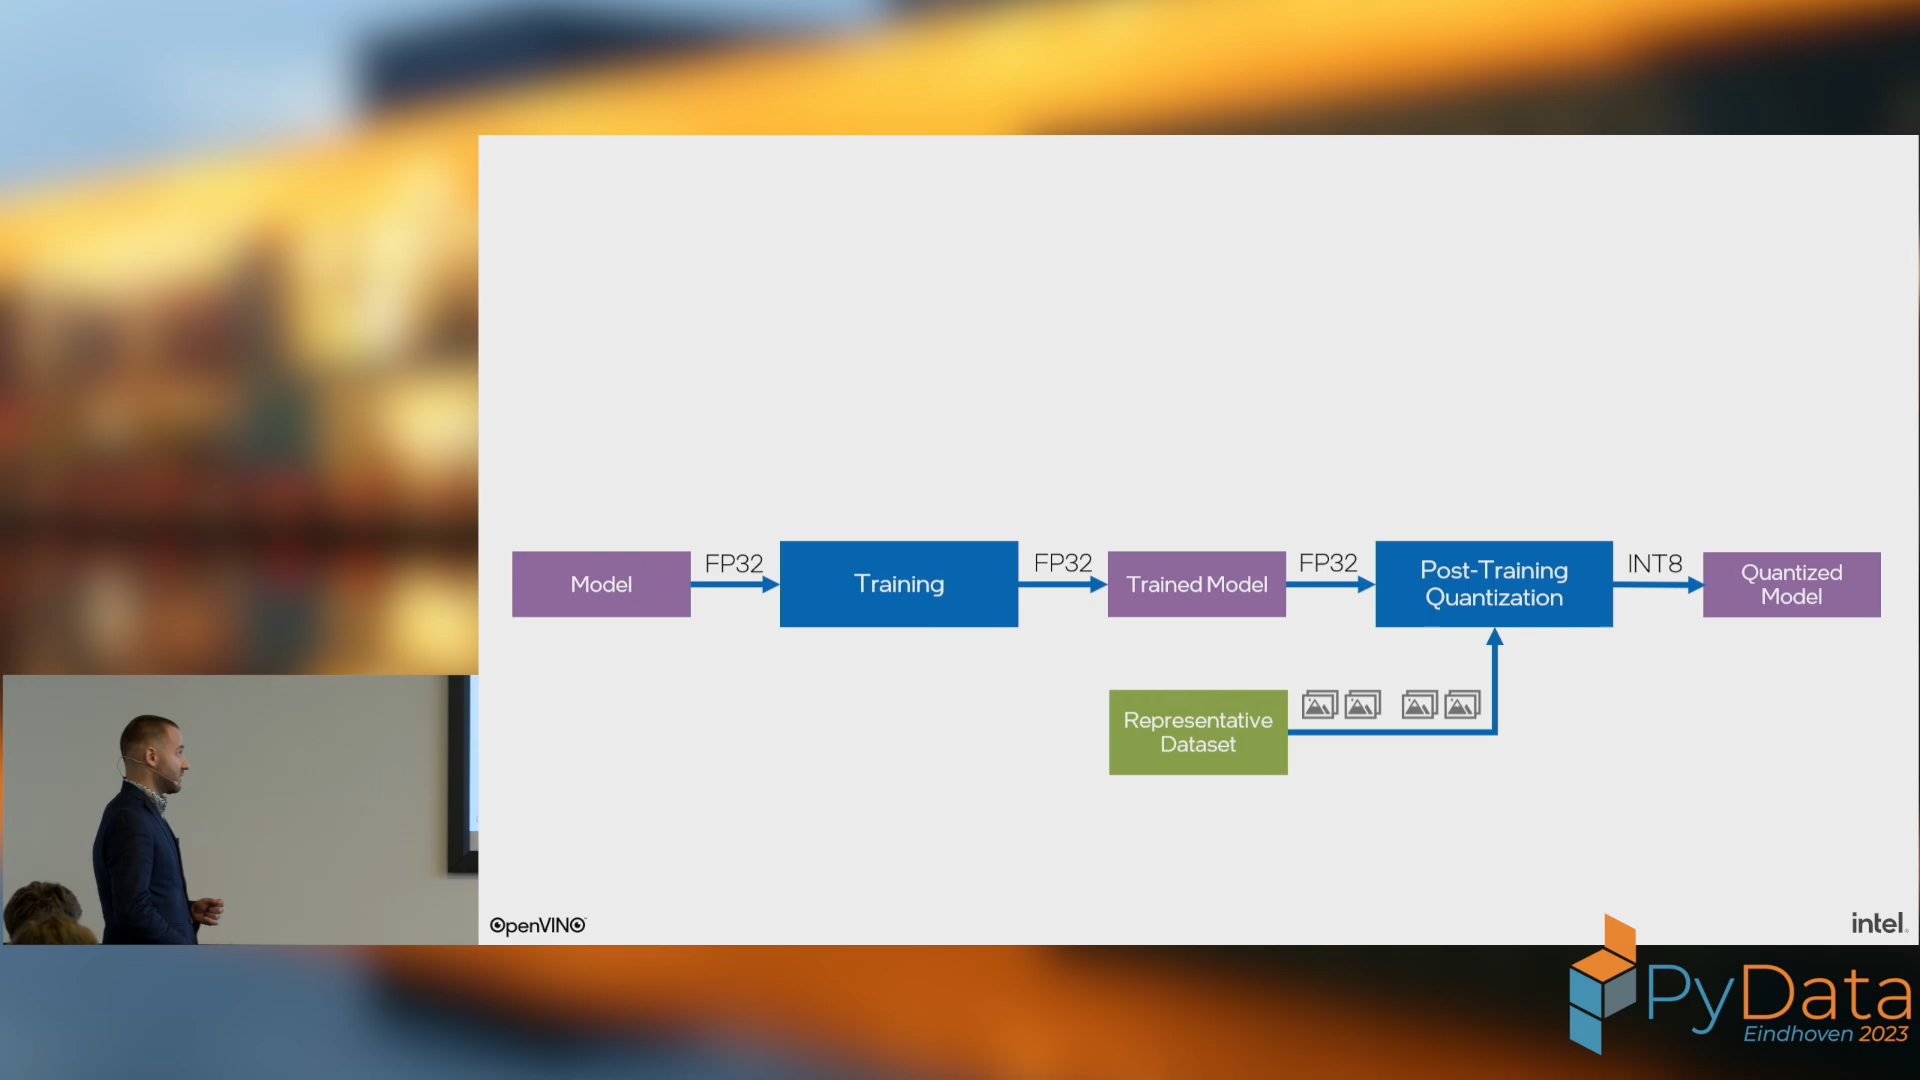 Model
FP32
Training
FP32
Trained Model
FP32
Post-Training
Quantization
INT8
Quantized
Model
Representative
Dataset
OpenVINO
intel.
PyData
Eindhoven 2023